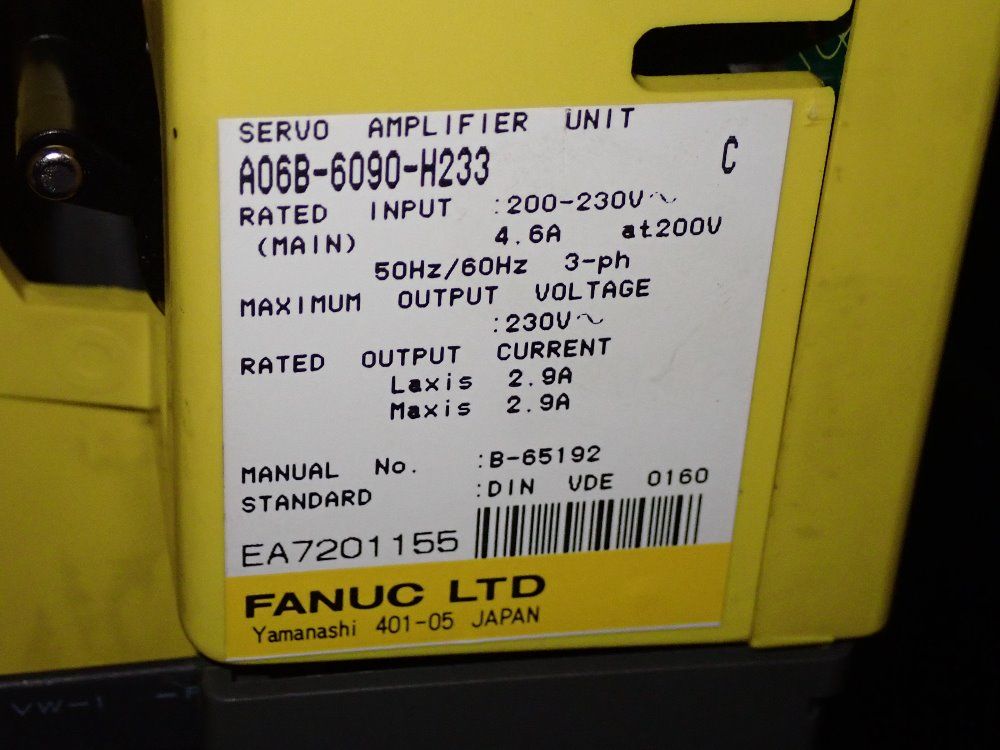 SERVO AMPLIFIER UNIT
A06B-6090-H233 C
RATED INPUT :200-230V～
(MAIN) 4.6A at200V
50Hz/60Hz 3-ph
MAXIMUM OUTPUT VOLTAGE
:230V～
RATED OUTPUT CURRENT
Laxis 2.9A
Maxis 2.9A
MANUAL No. :B-65192
STANDARD :DIN VDE 0160
EA7201155
FANUC LTD
Yamanashi 401-05 JAPAN
VW-1